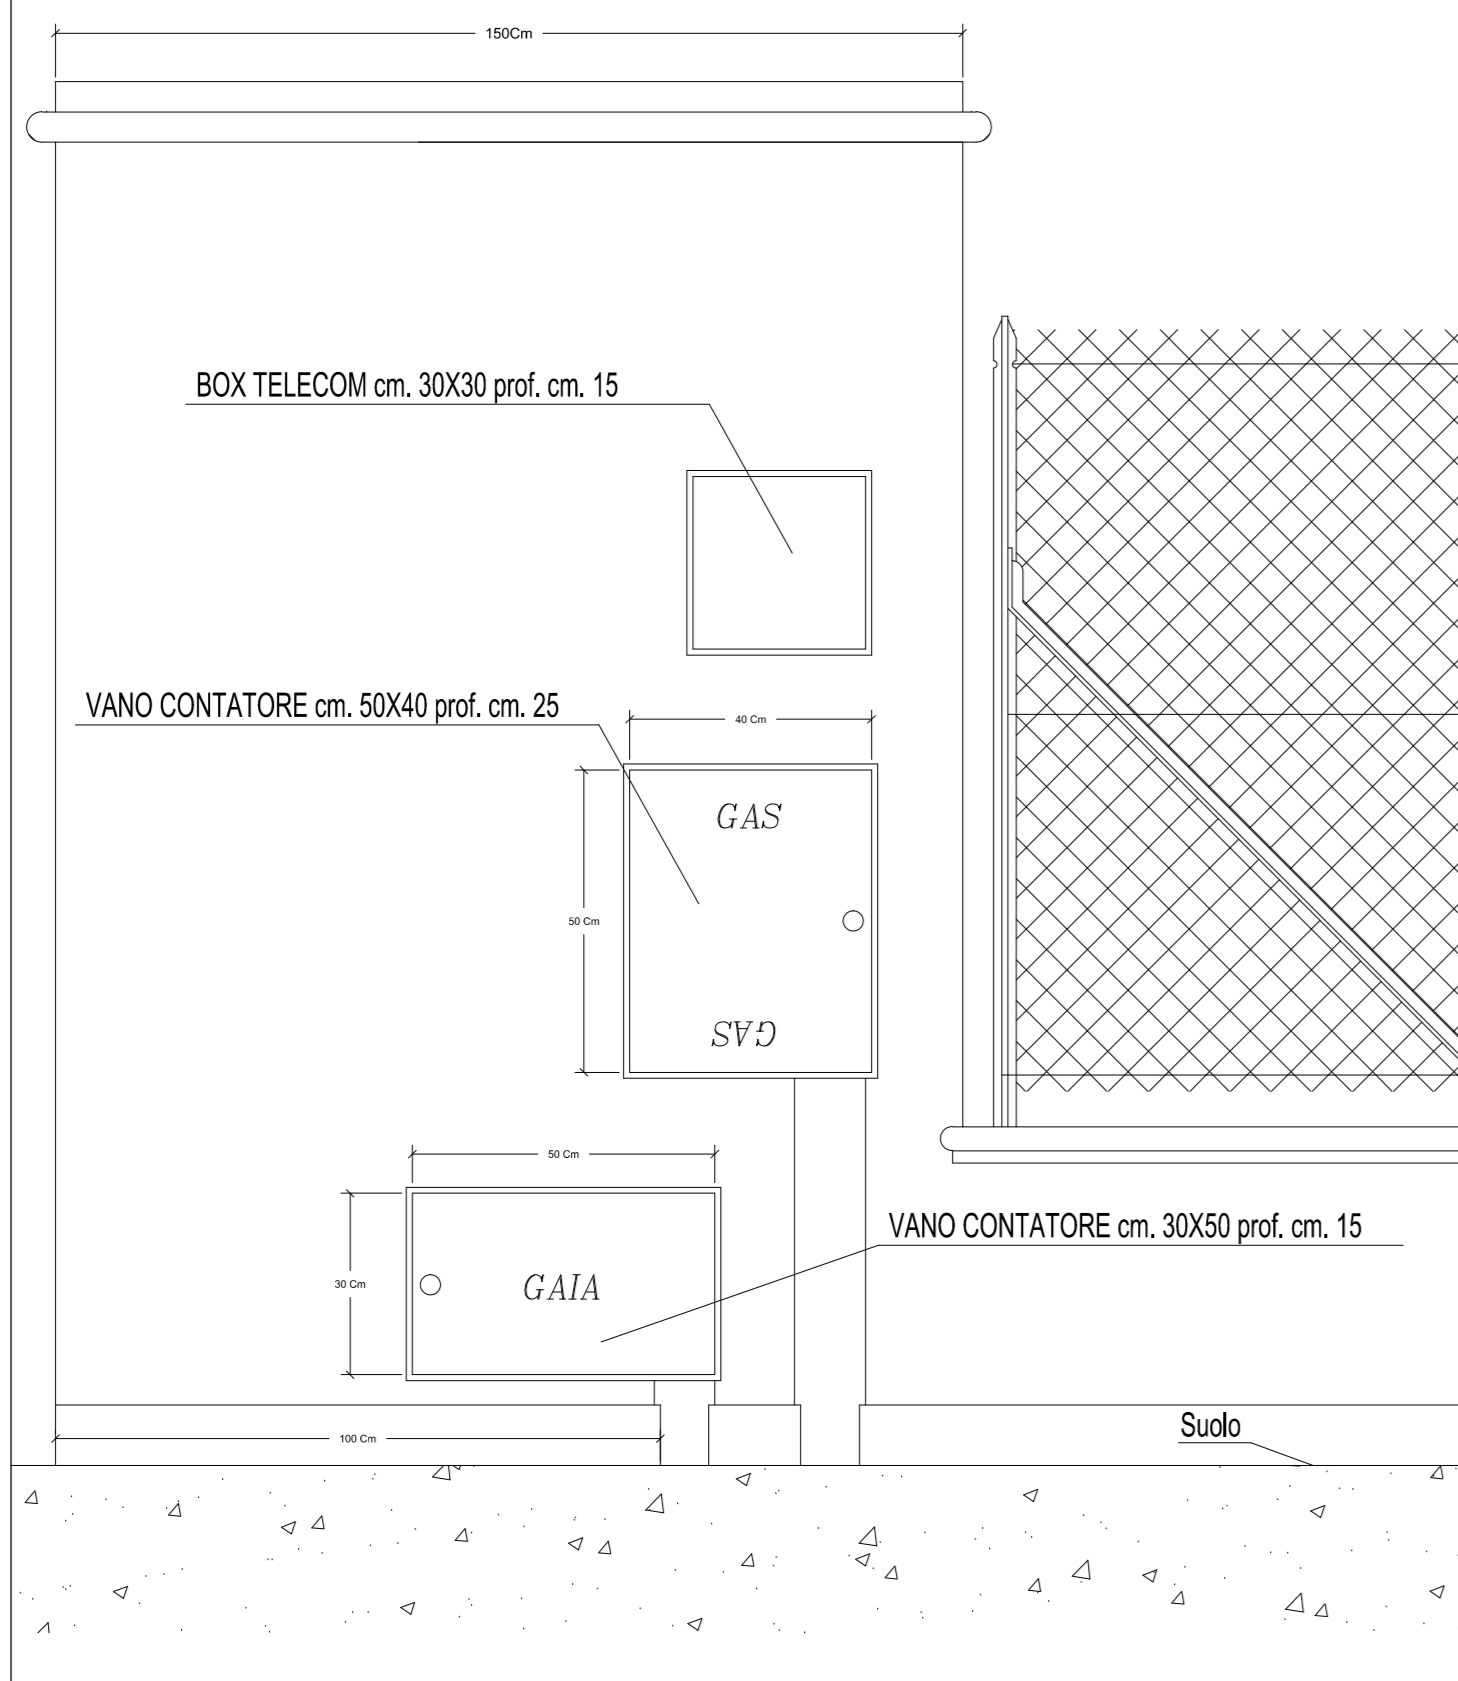 150Cm
BOX TELECOM cm. 30X30 prof. cm. 15
VANO CONTATORE cm. 50X40 prof. cm. 25
40 Cm
GAS
50 Cm
GAS
50 Cm
VANO CONTATORE cm. 30X50 prof. cm. 15
30 Cm
GAIA
Suolo
100 Cm